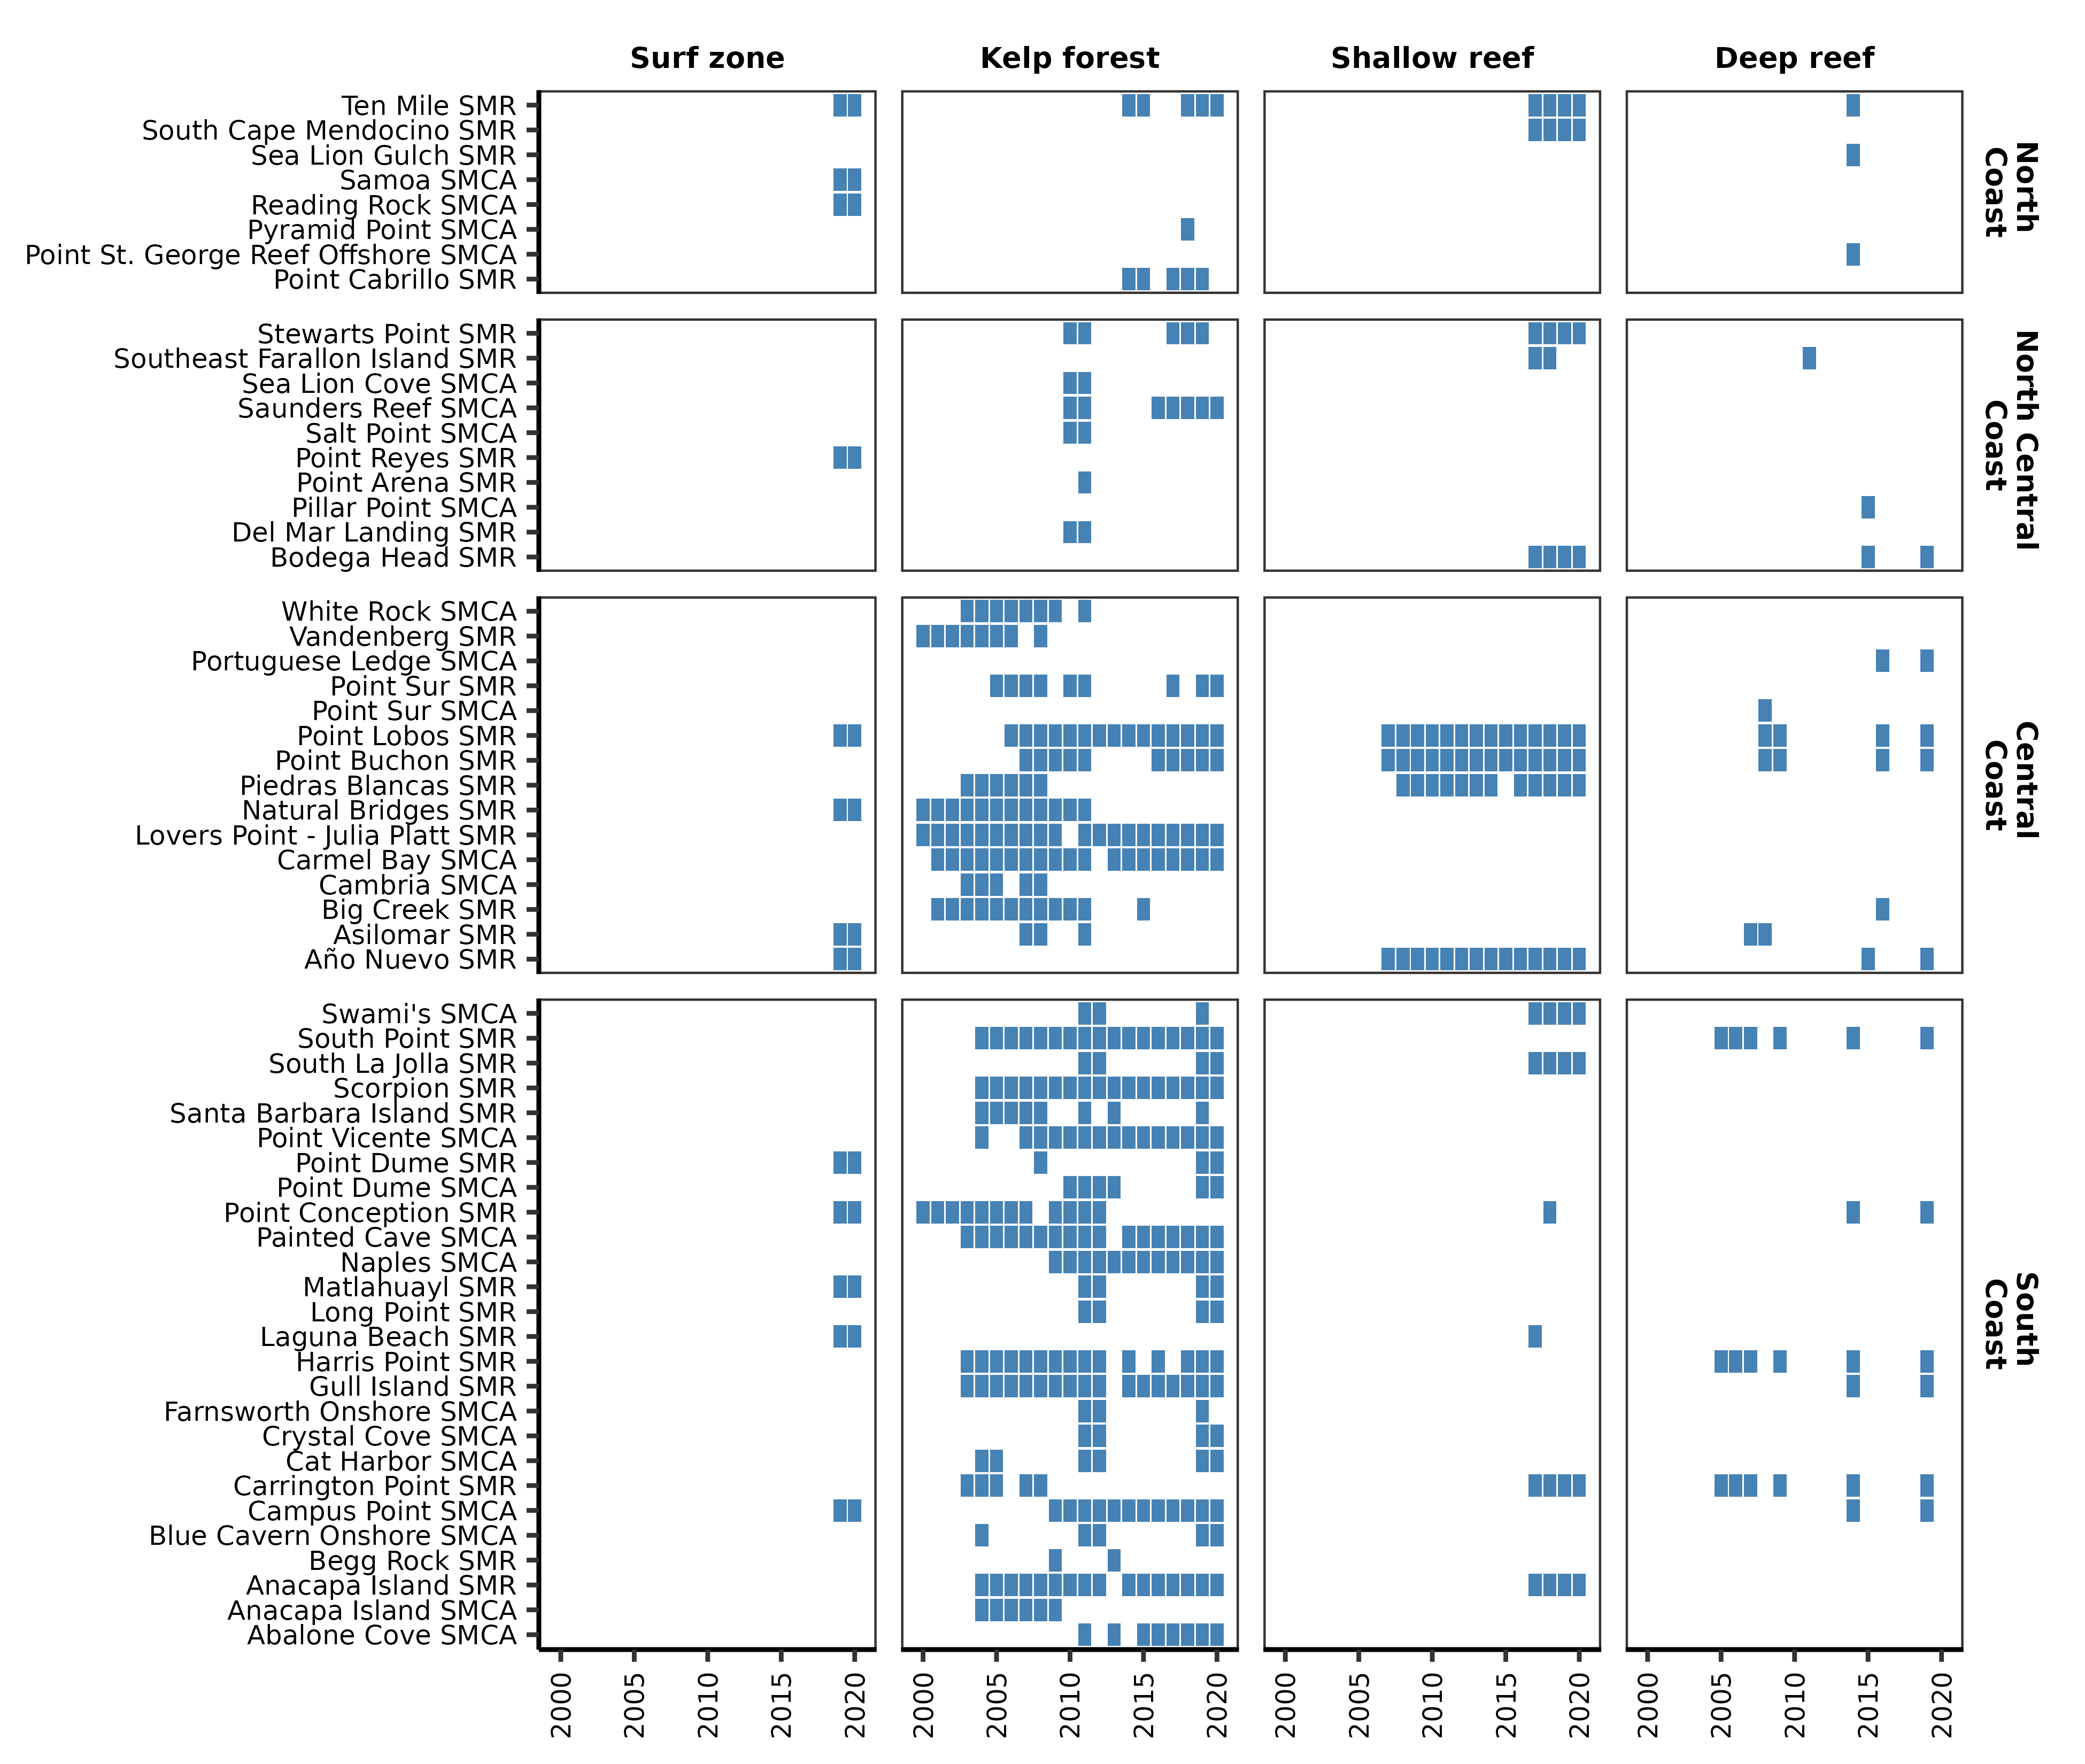 Surf zone
Kelp forest
Shallow reef
Deep reef
Ten Mile SMR
South Cape Mendocino SMR
Sea Lion Gulch SMR
Samoa SMCA
Reading Rock SMCA
Pyramid Point SMCA
Point St. George Reef Offshore SMCA
Point Cabrillo SMR
North
Coast
Stewarts Point SMR
Southeast Farallon Island SMR
Sea Lion Cove SMCA
Saunders Reef SMCA
Salt Point SMCA
Point Reyes SMR
Point Arena SMR
Pillar Point SMCA
Del Mar Landing SMR
Bodega Head SMR
North Central
Coast
White Rock SMCA
Vandenberg SMR
Portuguese Ledge SMCA
Point Sur SMR
Point Sur SMCA
Point Lobos SMR
Point Buchon SMR
Piedras Blancas SMR
Natural Bridges SMR
Lovers Point - Julia Platt SMR
Carmel Bay SMCA
Cambria SMCA
Big Creek SMR
Asilomar SMR
Año Nuevo SMR
Central
Coast
Swami's SMCA
South Point SMR
South La Jolla SMR
Scorpion SMR
Santa Barbara Island SMR
Point Vicente SMCA
Point Dume SMR
Point Dume SMCA
Point Conception SMR
Painted Cave SMCA
Naples SMCA
Matlahuayl SMR
Long Point SMR
Laguna Beach SMR
Harris Point SMR
Gull Island SMR
Farnsworth Onshore SMCA
Crystal Cove SMCA
Cat Harbor SMCA
Carrington Point SMR
Campus Point SMCA
Blue Cavern Onshore SMCA
Begg Rock SMR
Anacapa Island SMR
Anacapa Island SMCA
Abalone Cove SMCA
South
Coast
2000
2005
2010
2015
2020
2000
2005
2010
2015
2020
2000
2005
2010
2015
2020
2000
2005
2010
2015
2020